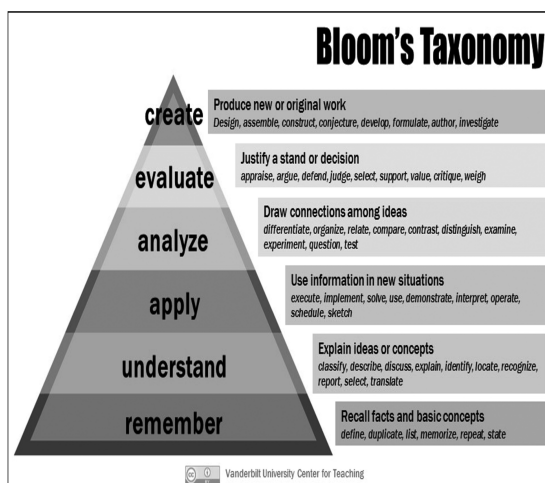 Bloom's Taxonomy
create
Produce new or original work
Design, assemble, construct, conjecture, develop, formulate, author, investigate
evaluate
Justify a stand or decision
appraise, argue, defend, judge, select, support, value, critique, weigh
analyze
Draw connections among ideas
differentiate, organize, relate, compare, contrast, distinguish, examine,
experiment, question, test
apply
Use information in new situations
execute, implement, solve, use, demonstrate, interpret, operate,
schedule, sketch
understand
Explain ideas or concepts
classify, describe, discuss, explain, identify, locate, recognize,
report, select, translate
remember
Recall facts and basic concepts
define, duplicate, list, memorize, repeat, state
cc
Vanderbilt University Center for Teaching